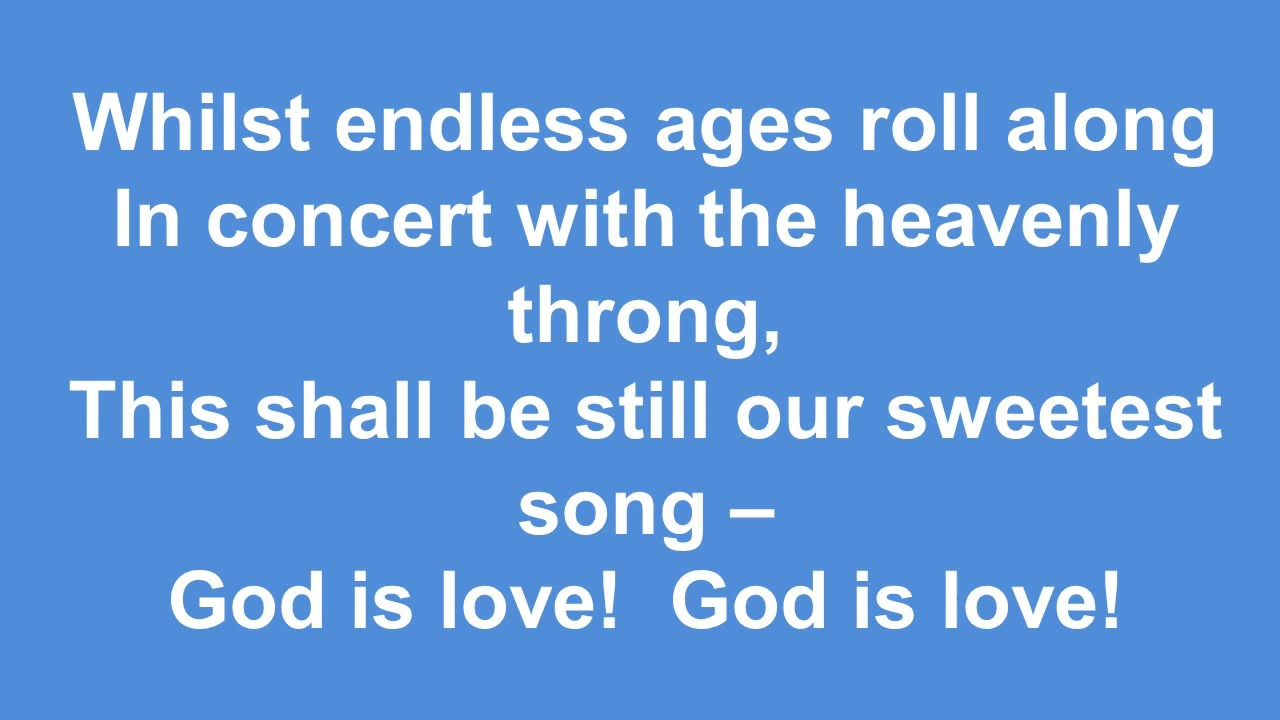 Whilst endless ages roll along
In concert with the heavenly
throng,
This shall be still our sweetest
song –
God is love!  God is love!